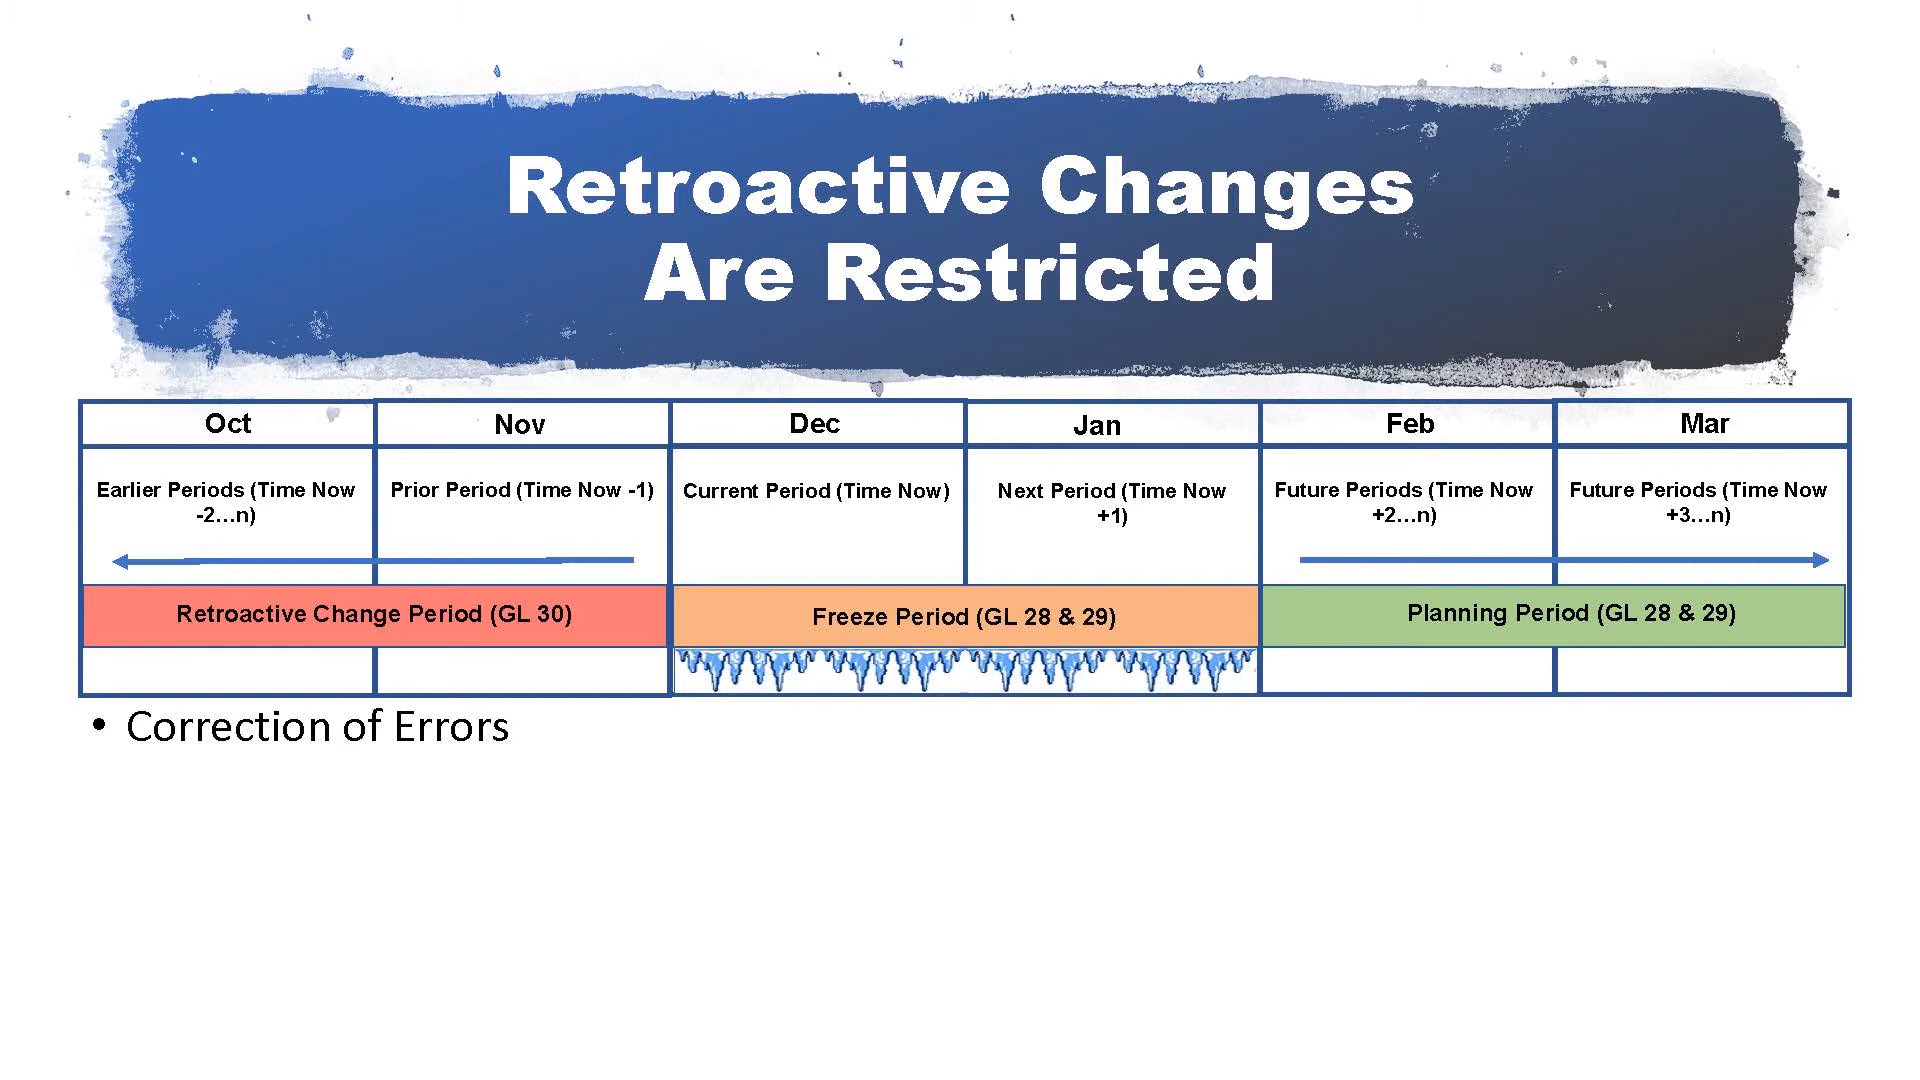 Retroactive Changes
Are Restricted
Oct Nov Dec Jan Feb Mar
Earlier Periods (Time Now
-2...n)
Prior Period (Time Now -1)
Current Period (Time Now)
Next Period (Time Now
+1)
Future Periods (Time Now
+2...n)
Future Periods (Time Now
+3...n)
Retroactive Change Period (GL 30)
Freeze Period (GL 28 & 29)
Planning Period (GL 28 & 29)
• Correction of Errors